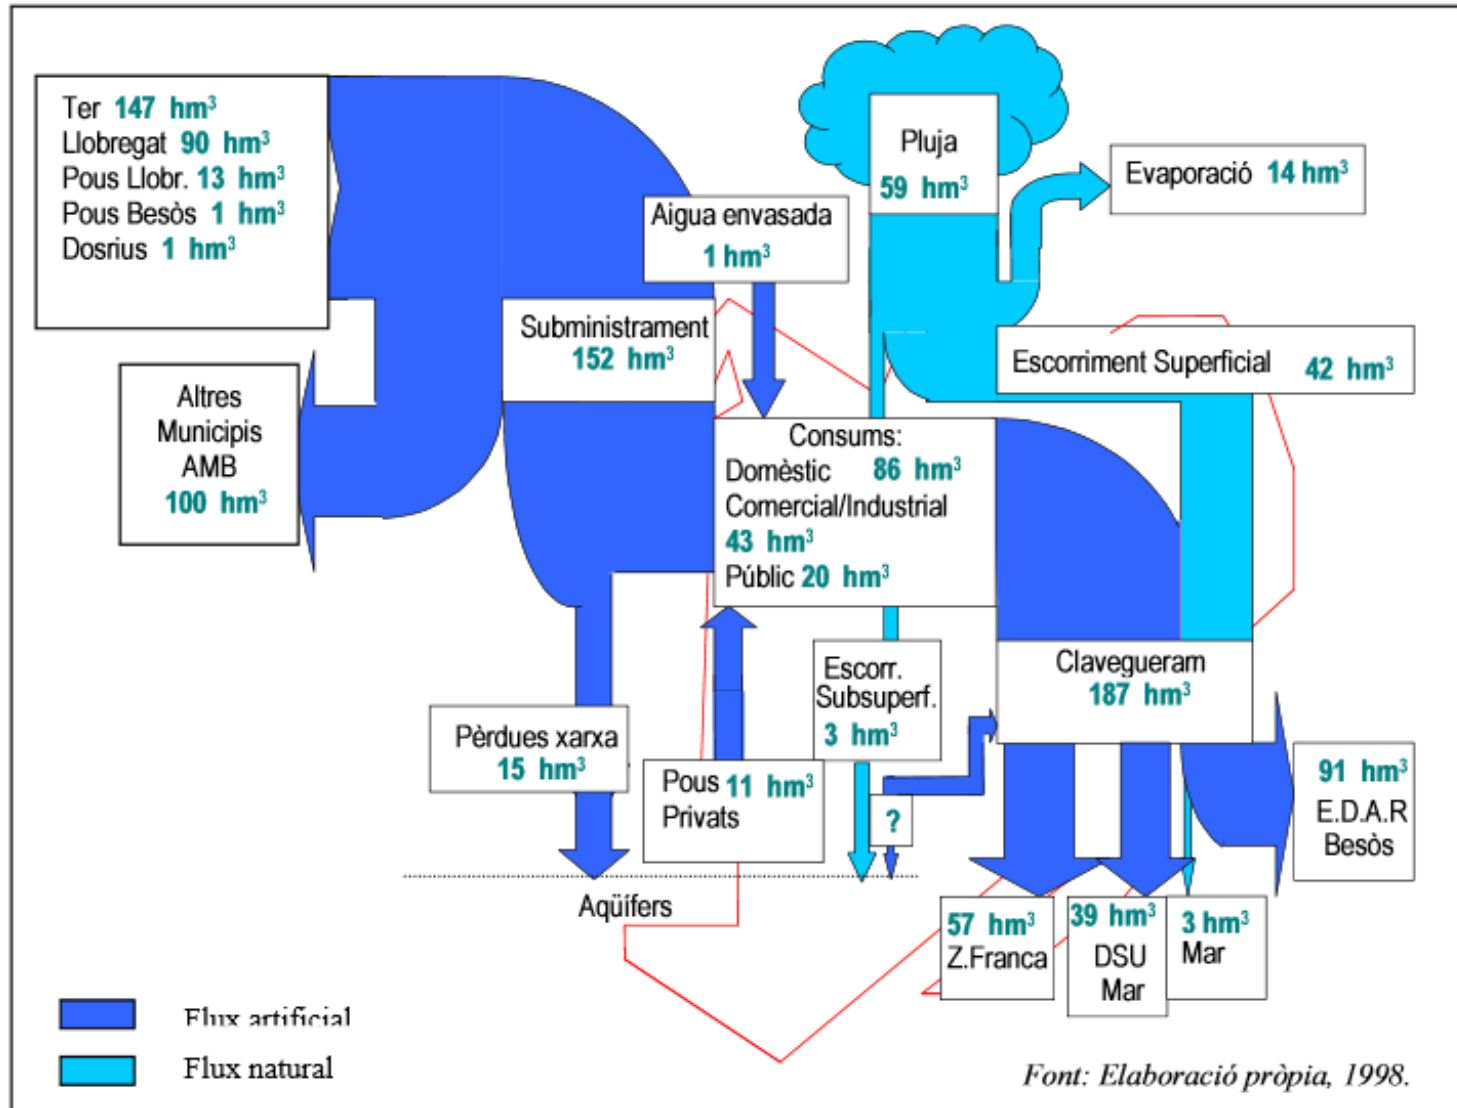 Ter 147 hm³
Llobregat 90 hm³
Pous Llobr. 13 hm³
Pous Besòs 1 hm³
Dosrius 1 hm³
Pluja
59 hm³
Evaporació 14 hm³
Aigua envasada
1 hm³
Subministrament
152 hm³
Escorriment Superficial 42 hm³
Altres
Municipis
AMB
100 hm³
Consums:
Domèstic 86 hm³
Comercial/Industrial
43 hm³
Públic 20 hm³
Escorr.
Subsuperf.
3 hm³
Clavegueram
187 hm³
Pèrdues xarxa
15 hm³
Pous 11 hm³
Privats
?
91 hm³
E.D.A.R
Besòs
Aqüífers
57 hm³
Z.Franca
39 hm³
DSU
Mar
3 hm³
Mar
Flux artificial
Flux natural
Font: Elaboració pròpia, 1998.